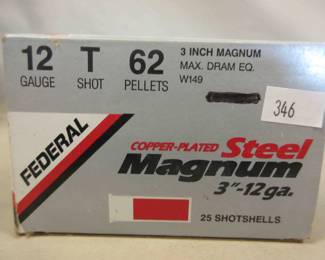 12 T 62 3 INCH MAGNUM
GAUGE SHOT PELLETS MAX. DRAM EQ.
W149
346
FEDERAL
COPPER-PLATED Steel
Magnum
3"-12ga.
25 SHOTSHELLS